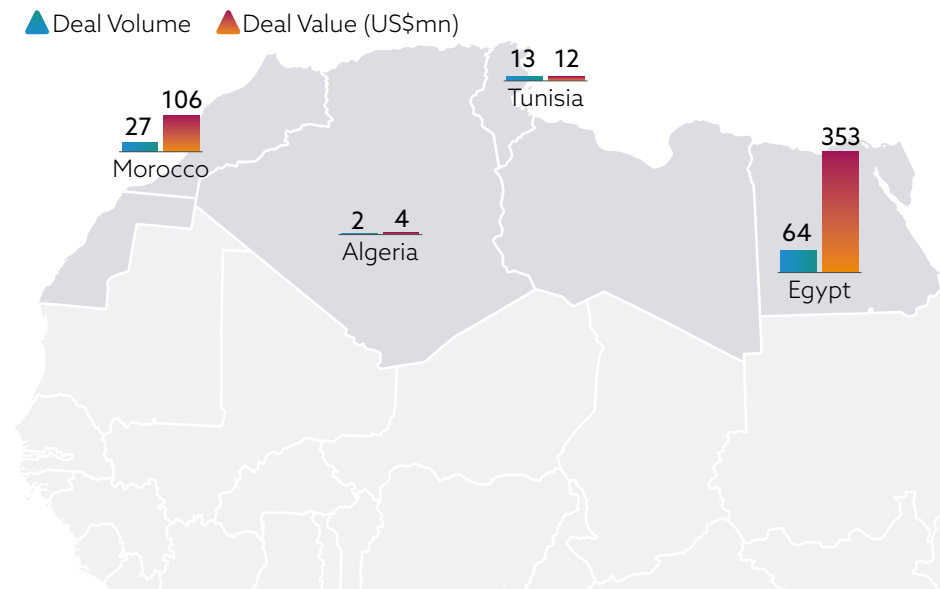 Deal Volume Deal Value (US$mn)
13 12
Tunisia
27 106
Morocco
64 353
Egypt
2 4
Algeria